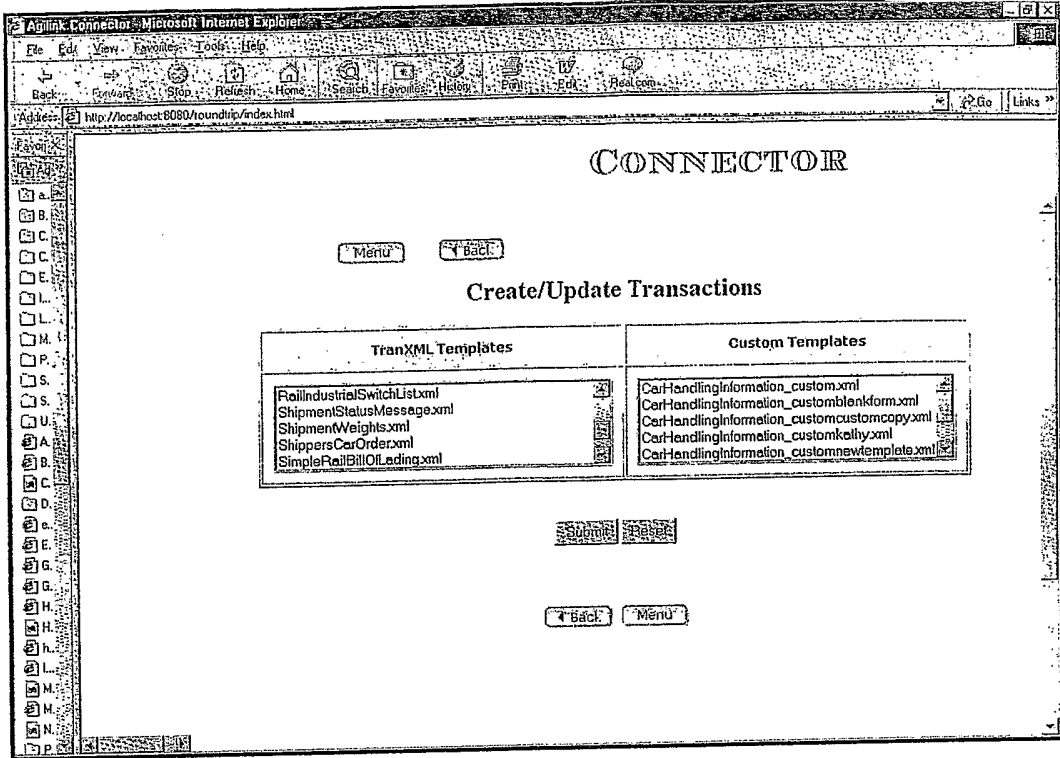 Agilink Connector - Microsoft Internet Explorer
File Edit View Favorites Tools Help
Back Forward Stop Refresh Home Search Favorites History Print Edit Real.com
Address http://localhost:8080/roundtrip/index.html Go Links »
CONNECTOR
Menu Back
Create/Update Transactions
TranXML Templates Custom Templates
RailIndustrialSwitchList.xml
ShipmentStatusMessage.xml
ShipmentWeights.xml
ShippersCarOrder.xml
SimpleRailBillOfLading.xml
CarHandlingInformation_custom.xml
CarHandlingInformation_customblankform.xml
CarHandlingInformation_customcustomcopy.xml
CarHandlingInformation_customkathy.xml
CarHandlingInformation_customnewtemplate.xml
Submit Reset
Back Menu
a.
B.
C.
C.
E.
I...
L..
M.
P.
S.
S.
U.
A.
B.
C.
D.
e..
E.
G.
G.
H.
H.
h..
I...
M.
M.
N.
P.